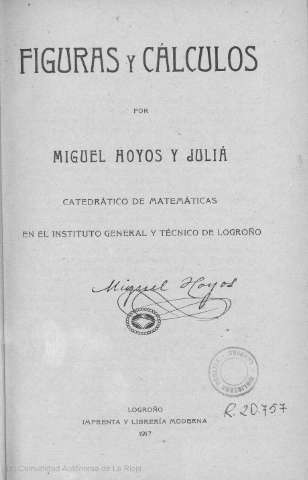 FIGURAS Y CÁLCULOS
POR
MIGUEL HOYOS Y JULIÁ
CATEDRÁTICO DE MATEMÁTICAS
EN EL INSTITUTO GENERAL Y TÉCNICO DE LOGROÑO
Miguel Hoyos
LOGROÑO
IMPRENTA Y LIBRERÍA MODERNA
1917
R. 20.757
Comunidad Autónoma de La Rioja